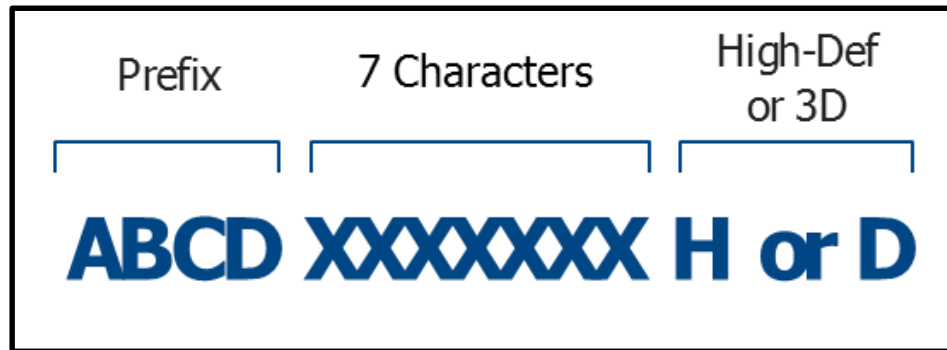 Prefix
7 Characters
High-Def
or 3D
ABCD XXXXXXX H or D